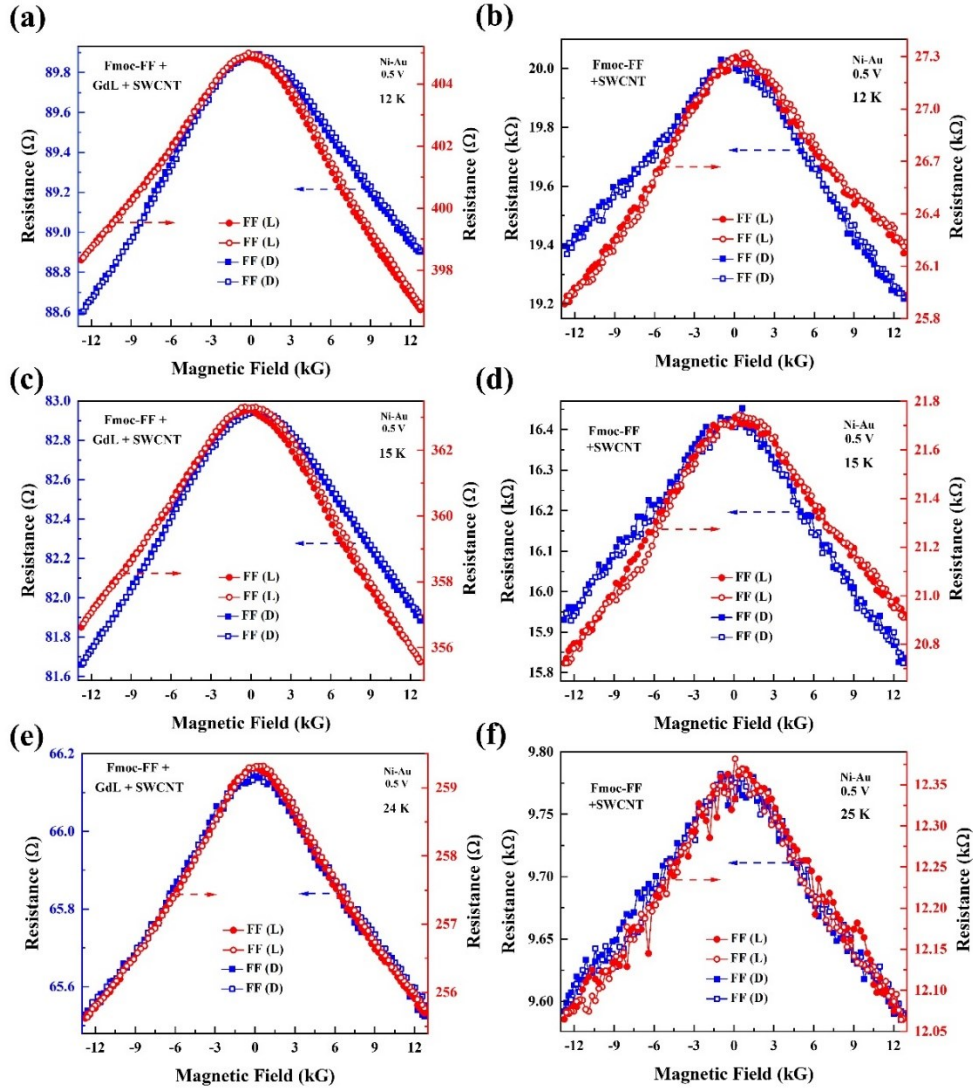 (a)
Fmoc-FF +
GdL + SWCNT
Ni-Au
0.5 V
12 K
FF (L)
FF (L)
FF (D)
FF (D)
89.8
89.6
89.4
89.2
89.0
88.8
88.6
404
402
400
398
Resistance (Ω)
Resistance (Ω)
-12 -9 -6 -3 0 3 6 9 12
Magnetic Field (kG)
(b)
Fmoc-FF
+SWCNT
Ni-Au
0.5 V
12 K
FF (L)
FF (L)
FF (D)
FF (D)
20.0
19.8
19.6
19.4
19.2
27.3
27.0
26.7
26.4
26.1
25.8
Resistance (kΩ)
Resistance (kΩ)
-12 -9 -6 -3 0 3 6 9 12
Magnetic Field (kG)
(c)
Fmoc-FF +
GdL + SWCNT
Ni-Au
0.5 V
15 K
FF (L)
FF (L)
FF (D)
FF (D)
83.0
82.8
82.6
82.4
82.2
82.0
81.8
81.6
362
360
358
356
Resistance (Ω)
Resistance (Ω)
-12 -9 -6 -3 0 3 6 9 12
Magnetic Field (kG)
(d)
Fmoc-FF
+SWCNT
Ni-Au
0.5 V
15 K
FF (L)
FF (L)
FF (D)
FF (D)
16.4
16.3
16.2
16.1
16.0
15.9
15.8
21.8
21.6
21.4
21.2
21.0
20.8
Resistance (kΩ)
Resistance (kΩ)
-12 -9 -6 -3 0 3 6 9 12
Magnetic Field (kG)
(e)
Fmoc-FF +
GdL + SWCNT
Ni-Au
0.5 V
24 K
FF (L)
FF (L)
FF (D)
FF (D)
66.2
66.0
65.8
65.6
259
258
257
256
Resistance (Ω)
Resistance (Ω)
-12 -9 -6 -3 0 3 6 9 12
Magnetic Field (kG)
(f)
Fmoc-FF
+SWCNT
Ni-Au
0.5 V
25 K
FF (L)
FF (L)
FF (D)
FF (D)
9.80
9.76
9.73
9.70
9.66
9.63
9.60
12.35
12.30
12.25
12.20
12.15
12.10
12.05
Resistance (kΩ)
Resistance (kΩ)
-12 -9 -6 -3 0 3 6 9 12
Magnetic Field (kG)